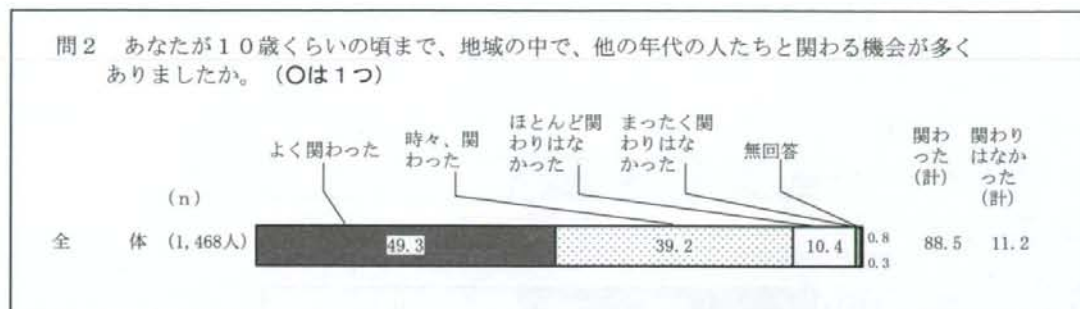 問2 あなたが10歳くらいの頃まで、地域の中で、他の年代の人たちと関わる機会が多く
ありましたか。（○は1つ）
よく関わった
時々、関
わった
ほとんど関
わりはな
かった
まったく関
わりはな
かった
無回答
関わ
った
(計)
関わり
はなか
った
(計)
(n)
全 体 (1,468人) 49.3 39.2 10.4 0.8 0.3 88.5 11.2